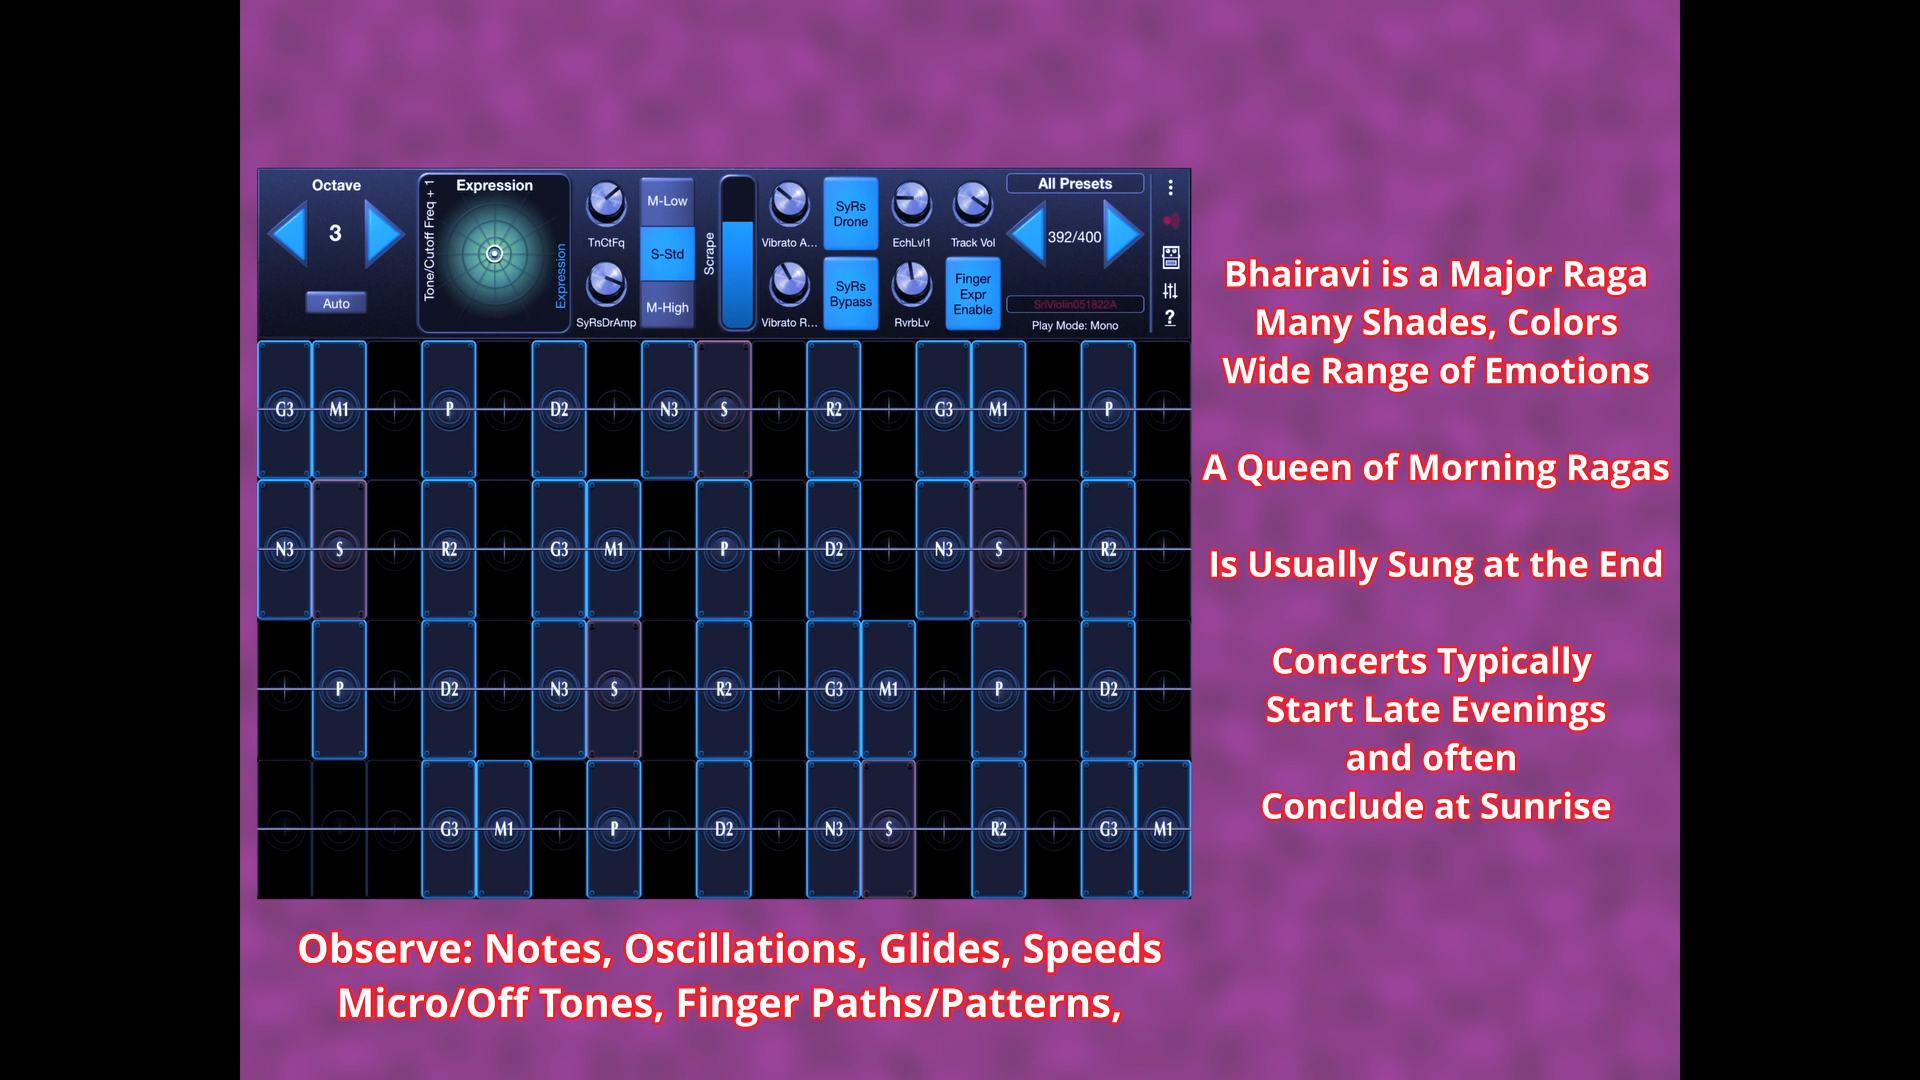 Octave
3
Auto
Tone/Cutoff Freq + 1
Expression
Expression
TnCtFq
SyRsDrAmp
M-Low
S-Std
M-High
Scrape
Vibrato A...
Vibrato R...
SyRs
Drone
SyRs
Bypass
EchLvl1
RvrbLv
Track Vol
Finger
Expr
Enable
All Presets
392/400
SriViolin051822A
Play Mode: Mono
?
G3 M1 P D2 N3 S R2 G3 M1 P
N3 S R2 G3 M1 P D2 N3 S R2
P D2 N3 S R2 G3 M1 P D2
G3 M1 P D2 N3 S R2 G3 M1
Bhairavi is a Major Raga
Many Shades, Colors
Wide Range of Emotions
A Queen of Morning Ragas
Is Usually Sung at the End
Concerts Typically
Start Late Evenings
and often
Conclude at Sunrise
Observe: Notes, Oscillations, Glides, Speeds
Micro/Off Tones, Finger Paths/Patterns,